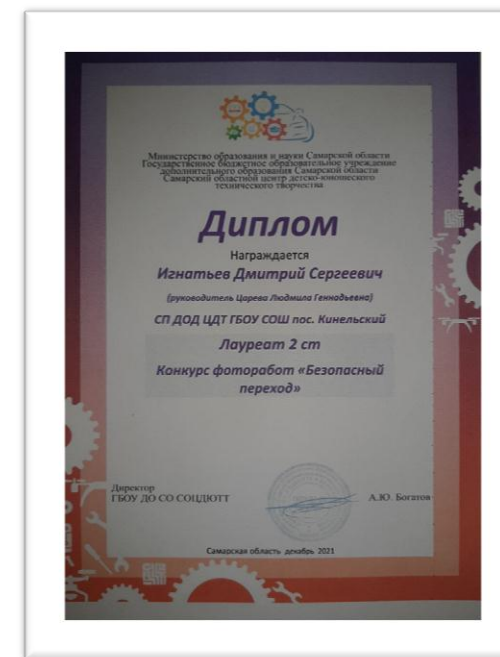 Министерство образования и науки Самарской области
Государственное бюджетное образовательное учреждение
дополнительного образования Самарской области
Самарский областной центр детско-юношеского
технического творчества
Диплом
Награждается
Игнатьев Дмитрий Сергеевич
(руководитель Царева Людмила Геннадьевна)
СП ДОД ЦДТ ГБОУ СОШ пос. Кинельский
Лауреат 2 ст
Конкурс фоторабот «Безопасный
переход»
Директор
ГБОУ ДО СО СОЦДЮТТ
А.Ю. Богатов
Самарская область декабрь 2021